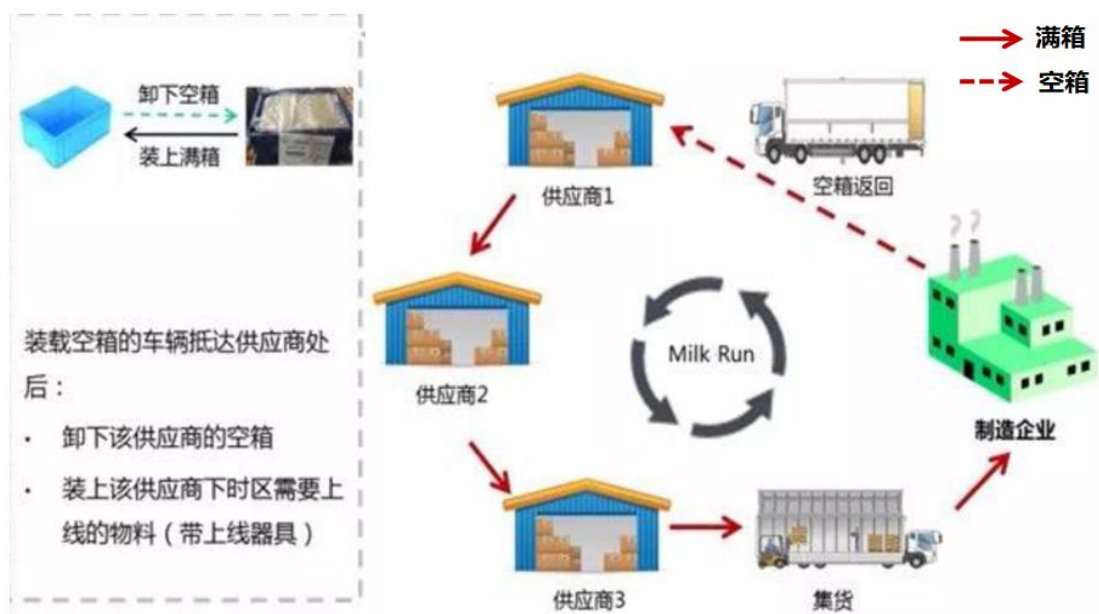 满箱
空箱
卸下空箱
装上满箱
装载空箱的车辆抵达供应商处
后：
· 卸下该供应商的空箱
· 装上该供应商下时区需要上
线的物料（带上线器具）
供应商1
空箱返回
供应商2
Milk Run
制造企业
供应商3
集货